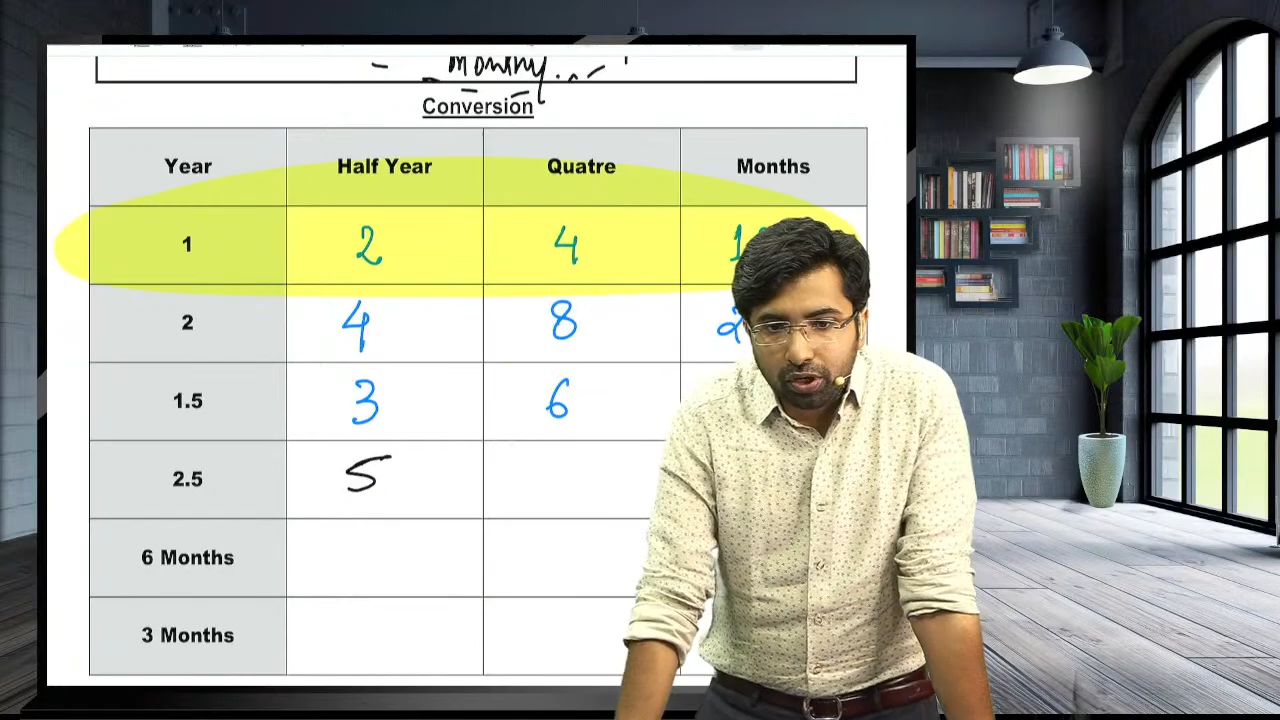 Monthly
Conversion
Year Half Year Quatre Months
1 2 4
2 4 8
1.5 3 6
2.5 5
6 Months
3 Months